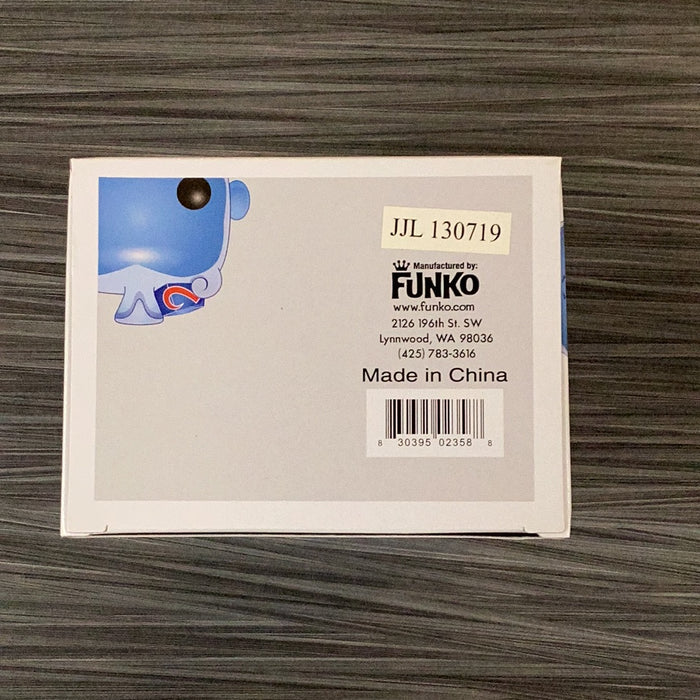 JJL 130719
Manufactured by:
FUNKO
www.funko.com
2126 196th St. SW
Lynnwood, WA 98036
(425) 783-3616
Made in China
8 30395 02358 8